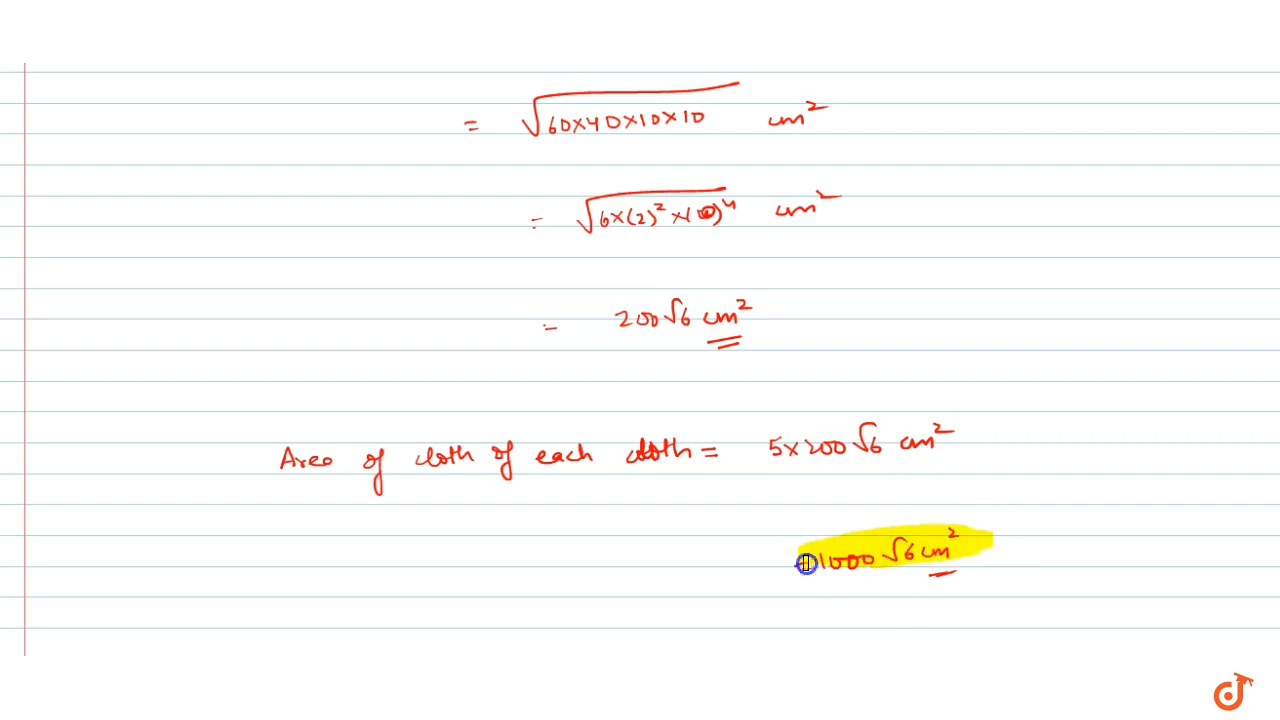 = √60×40×10×10 cm²
= √6×(2)²×(10)⁴ cm²
= 200√6 cm²
Area of cloth of each cloth = 5×200√6 cm²
= 1000√6 cm²